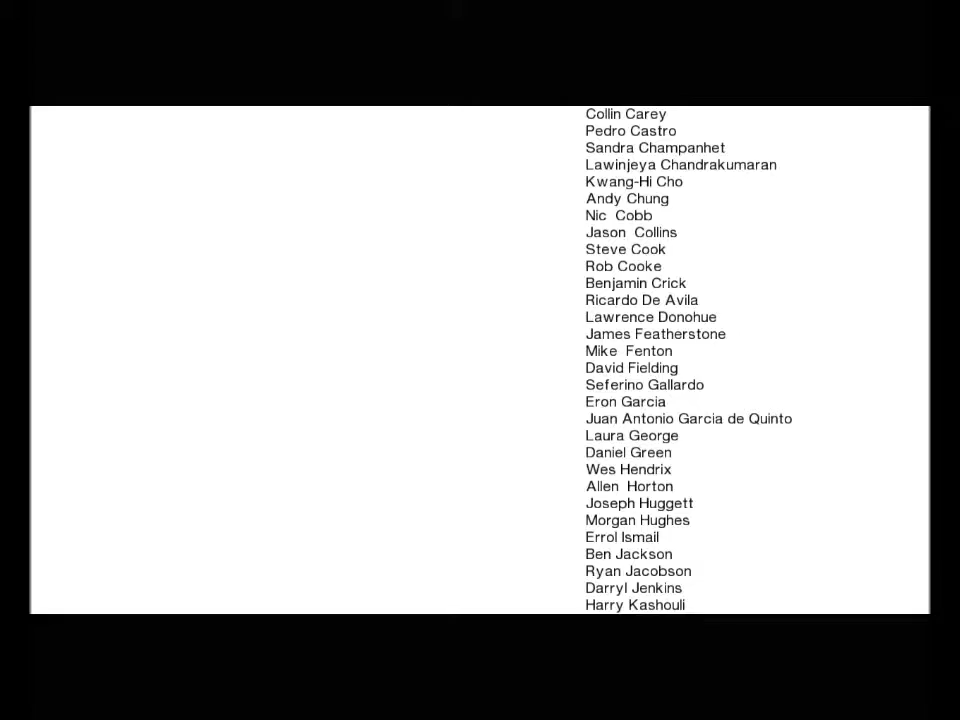 Collin Carey
Pedro Castro
Sandra Champanhet
Lawinjeya Chandrakumaran
Kwang-Hi Cho
Andy Chung
Nic  Cobb
Jason  Collins
Steve Cook
Rob Cooke
Benjamin Crick
Ricardo De Avila
Lawrence Donohue
James Featherstone
Mike  Fenton
David Fielding
Seferino Gallardo
Eron Garcia
Juan Antonio Garcia de Quinto
Laura George
Daniel Green
Wes Hendrix
Allen  Horton
Joseph Huggett
Morgan Hughes
Errol Ismail
Ben Jackson
Ryan Jacobson
Darryl Jenkins
Harry Kashouli